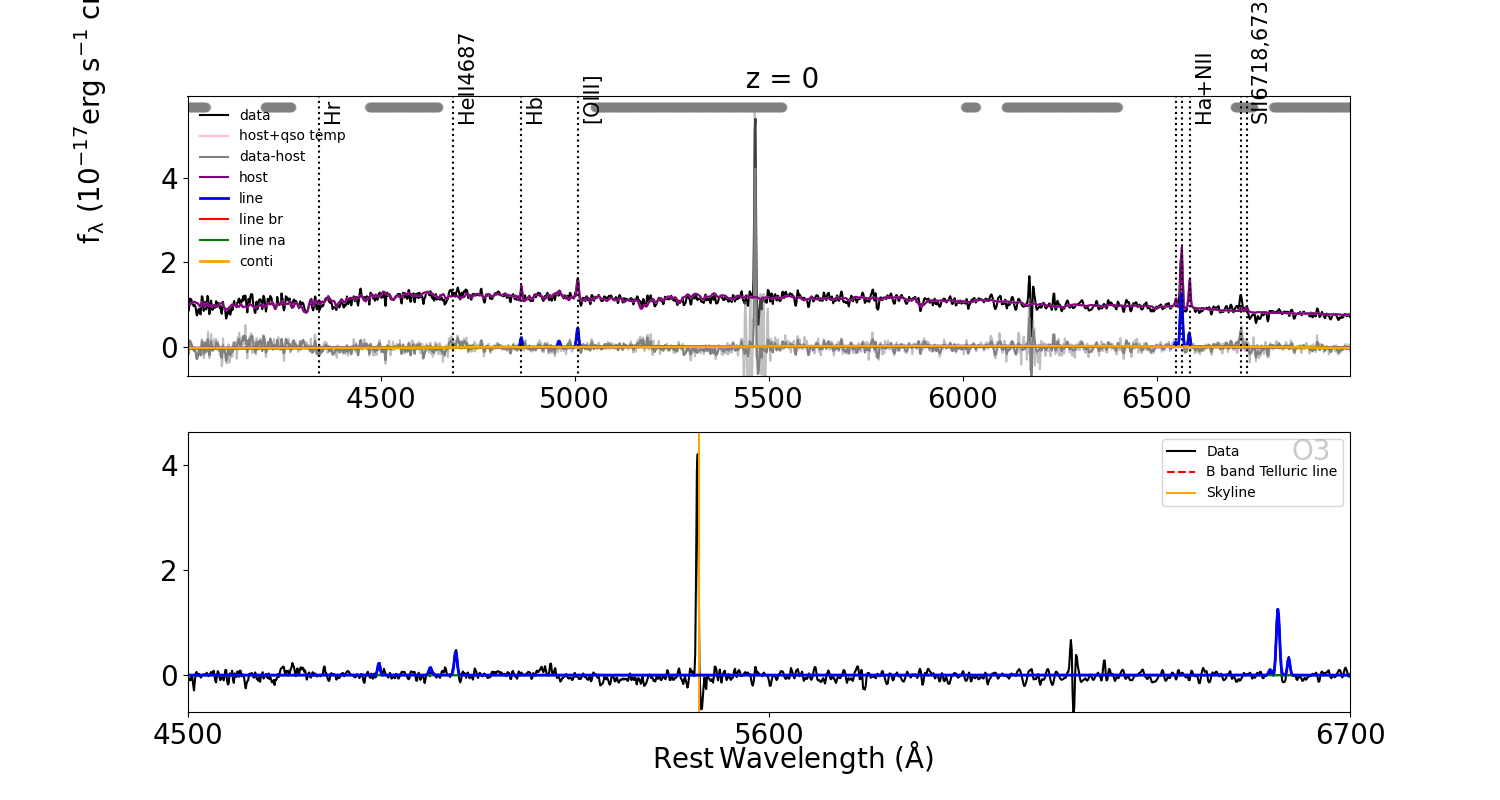 z = 0
f_λ (10⁻¹⁷erg s⁻¹ c
Hr
HeII4687
Hb
[OIII]
Ha+NII
SII6718,673
data
host+qso temp
data-host
host
line
line br
line na
conti
4
2
0
4500
5000
5500
6000
6500
O3
Data
B band Telluric line
Skyline
4
2
0
4500
5600
6700
Rest Wavelength (Å)